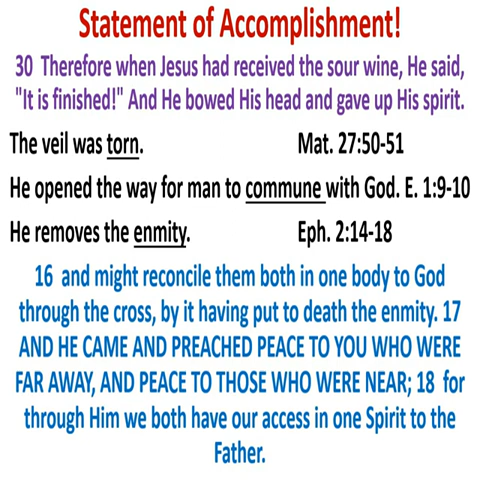 Statement of Accomplishment!
30 Therefore when Jesus had received the sour wine, He said,
"It is finished!" And He bowed His head and gave up His spirit.
The veil was torn. Mat. 27:50-51
He opened the way for man to commune with God. E. 1:9-10
He removes the enmity. Eph. 2:14-18
16 and might reconcile them both in one body to God
through the cross, by it having put to death the enmity. 17
AND HE CAME AND PREACHED PEACE TO YOU WHO WERE
FAR AWAY, AND PEACE TO THOSE WHO WERE NEAR; 18 for
through Him we both have our access in one Spirit to the
Father.